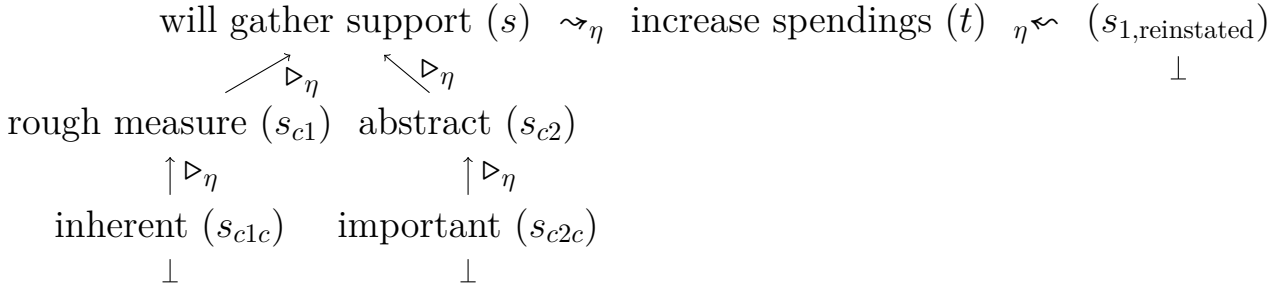 will gather support (s) ⇝η increase spendings (t) η⇜ (s1,reinstated)
▷η ▷η ⊥
rough measure (sc1) abstract (sc2)
▷η ▷η
inherent (sc1c) important (sc2c)
⊥ ⊥